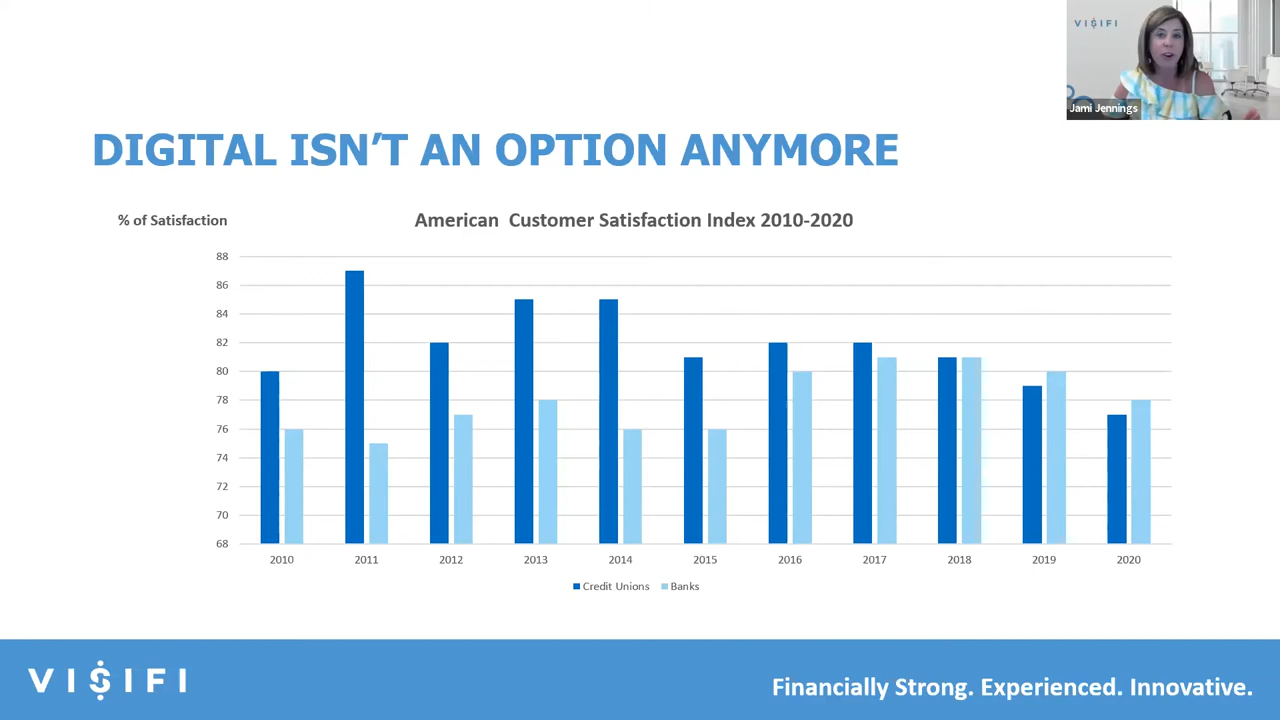 VISIFI
Jami Jennings
DIGITAL ISN’T AN OPTION ANYMORE
% of Satisfaction
American  Customer Satisfaction Index 2010-2020
88
86
84
82
80
78
76
74
72
70
68
2010 2011 2012 2013 2014 2015 2016 2017 2018 2019 2020
Credit Unions Banks
VISIFI
Financially Strong. Experienced. Innovative.